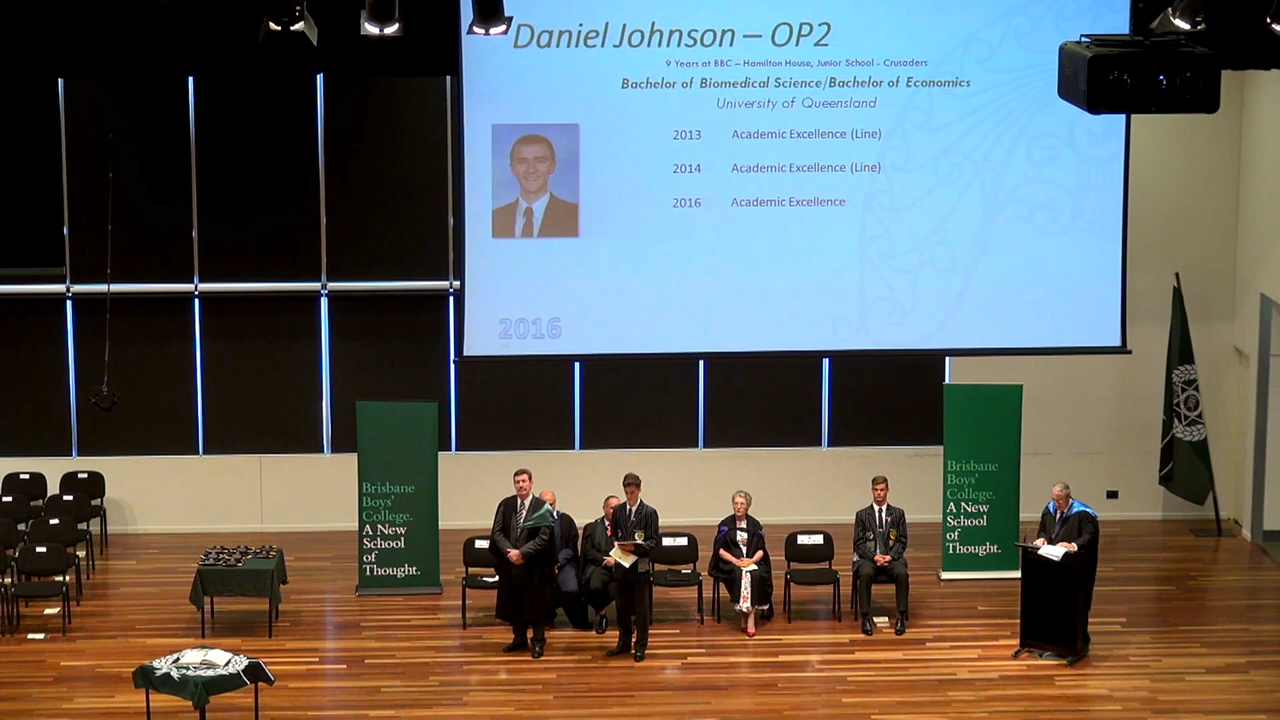 Daniel Johnson – OP2
9 Years at BBC – Hamilton House, Junior School - Crusaders
Bachelor of Biomedical Science/Bachelor of Economics
University of Queensland
2013 Academic Excellence (Line)
2014 Academic Excellence (Line)
2016 Academic Excellence
2016
Brisbane
Boys'
College.
A New
School
of
Thought.
Brisbane
Boys'
College.
A New
School
of
Thought.